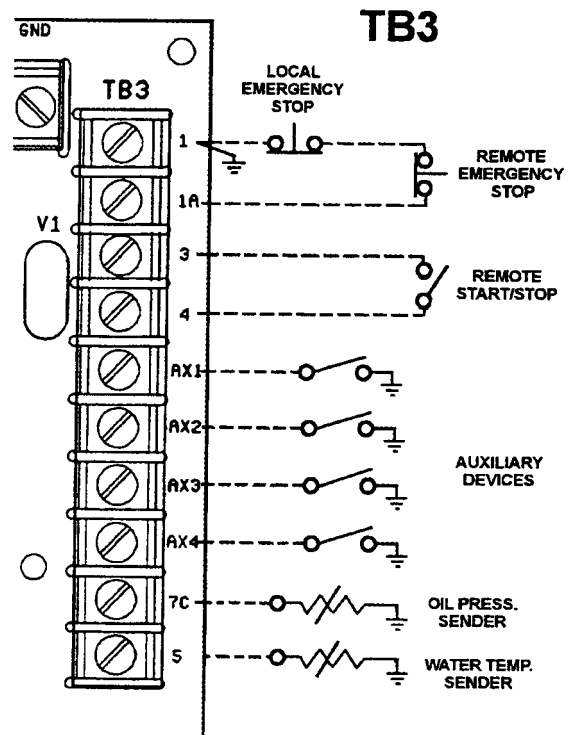 TB3
GND
TB3
LOCAL
EMERGENCY
STOP
1
REMOTE
EMERGENCY
STOP
1A
V1
3
REMOTE
START/STOP
4
AX1
AX2
AUXILIARY
DEVICES
AX3
AX4
7C
OIL PRESS.
SENDER
5
WATER TEMP.
SENDER